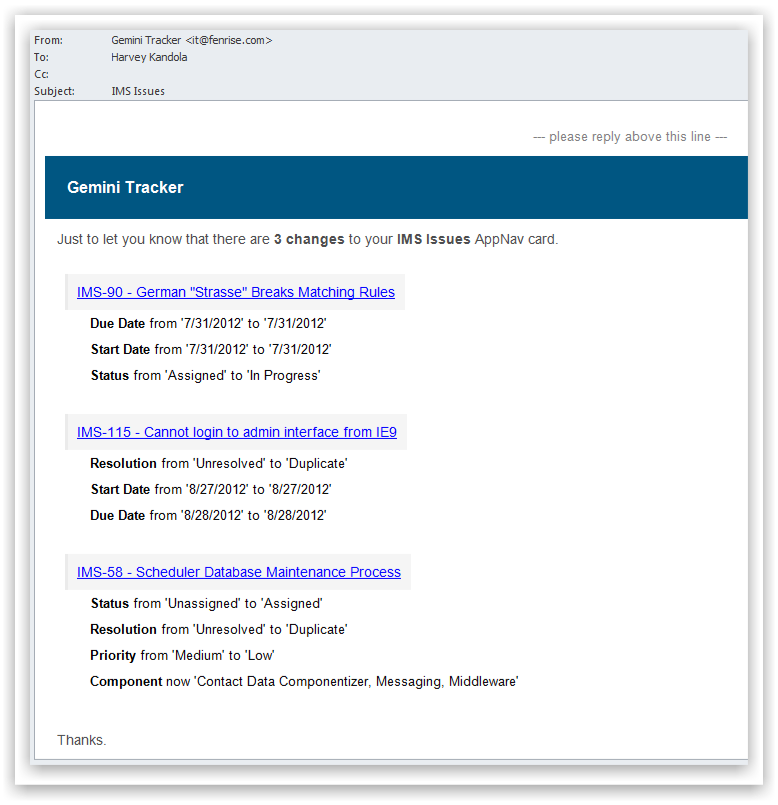 From: Gemini Tracker <it@fenrise.com>
To: Harvey Kandola
Cc:
Subject: IMS Issues
--- please reply above this line ---
Gemini Tracker
Just to let you know that there are 3 changes to your IMS Issues AppNav card.
IMS-90 - German "Strasse" Breaks Matching Rules
Due Date from '7/31/2012' to '7/31/2012'
Start Date from '7/31/2012' to '7/31/2012'
Status from 'Assigned' to 'In Progress'
IMS-115 - Cannot login to admin interface from IE9
Resolution from 'Unresolved' to 'Duplicate'
Start Date from '8/27/2012' to '8/27/2012'
Due Date from '8/28/2012' to '8/28/2012'
IMS-58 - Scheduler Database Maintenance Process
Status from 'Unassigned' to 'Assigned'
Resolution from 'Unresolved' to 'Duplicate'
Priority from 'Medium' to 'Low'
Component now 'Contact Data Componentizer, Messaging, Middleware'
Thanks.